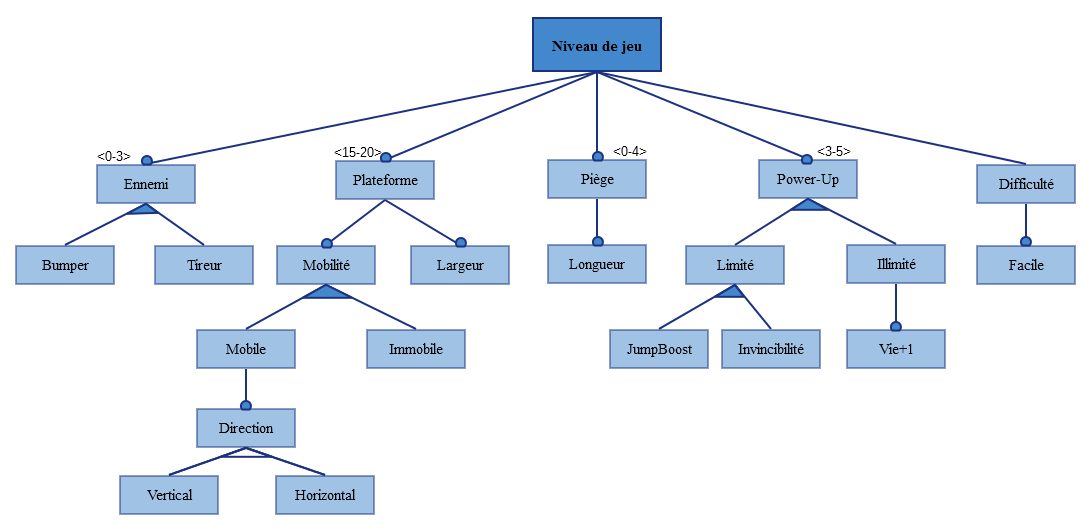 Niveau de jeu
<0-3>
<15-20>
<0-4>
<3-5>
Ennemi
Plateforme
Piège
Power-Up
Difficulté
Bumper
Tireur
Mobilité
Largeur
Longueur
Limité
Illimité
Facile
Mobile
Immobile
JumpBoost
Invincibilité
Vie+1
Direction
Vertical
Horizontal